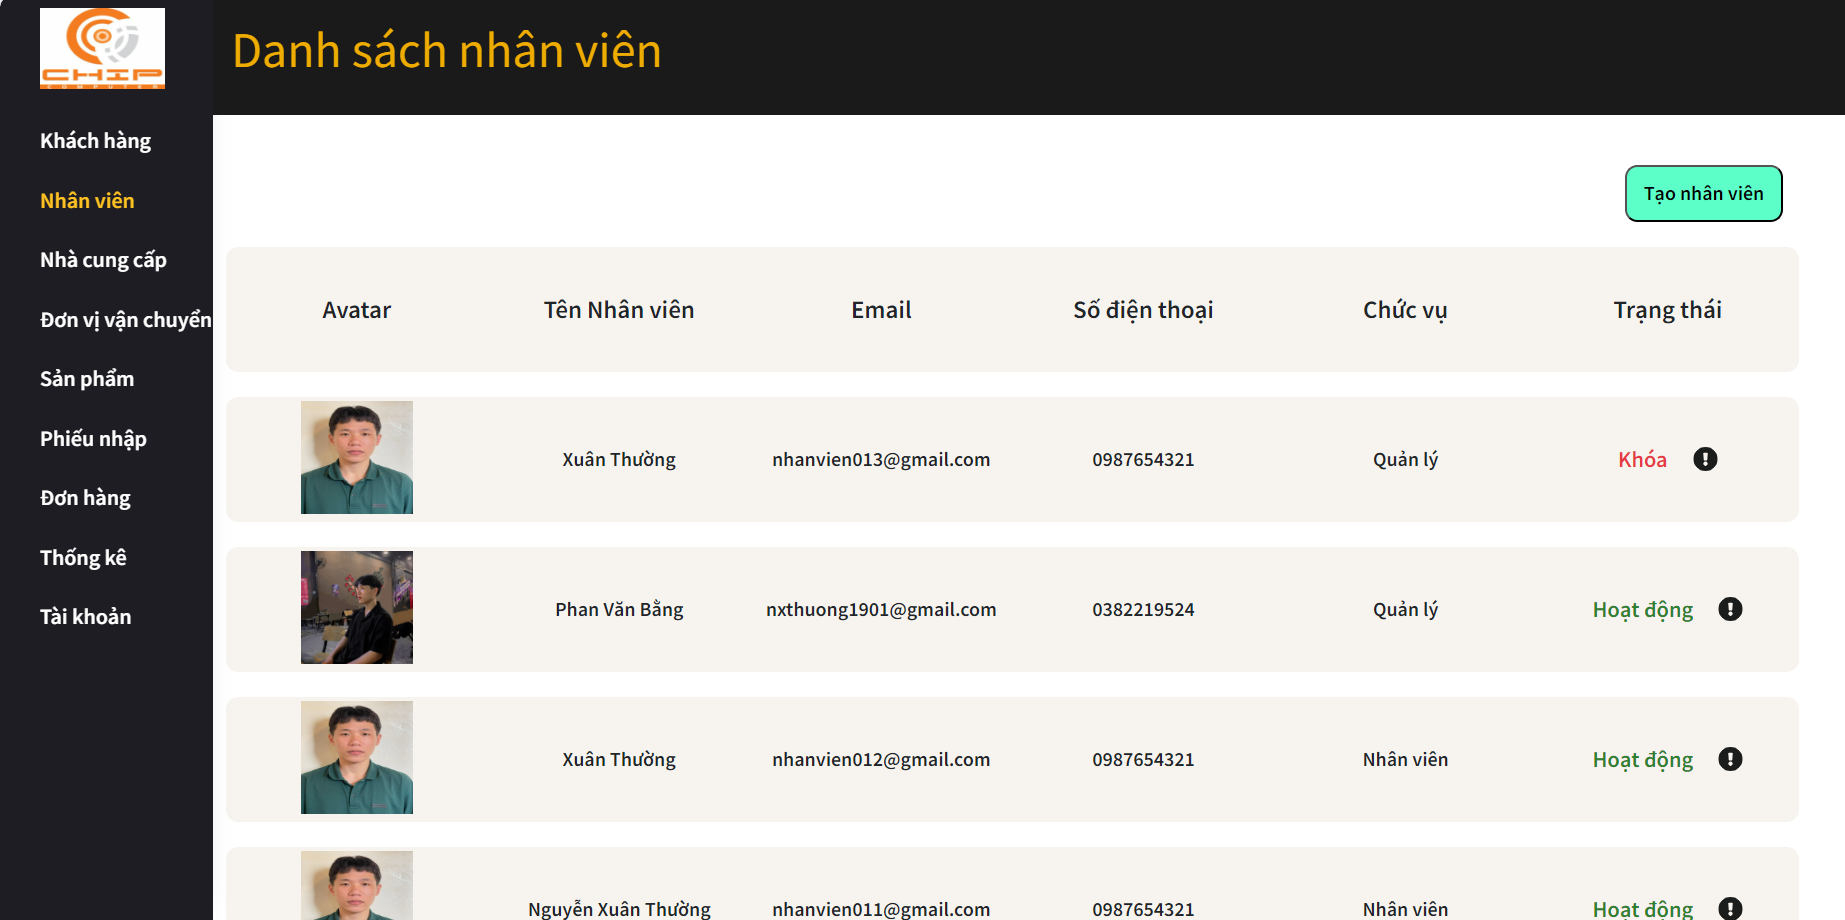 CHIP
COMPUTER
Danh sách nhân viên
Khách hàng
Nhân viên
Nhà cung cấp
Đơn vị vận chuyển
Sản phẩm
Phiếu nhập
Đơn hàng
Thống kê
Tài khoản
Tạo nhân viên
Avatar Tên Nhân viên Email Số điện thoại Chức vụ Trạng thái
Xuân Thường nhanvien013@gmail.com 0987654321 Quản lý Khóa
Phan Văn Bằng nxthuong1901@gmail.com 0382219524 Quản lý Hoạt động
Xuân Thường nhanvien012@gmail.com 0987654321 Nhân viên Hoạt động
Nguyễn Xuân Thường nhanvien011@gmail.com 0987654321 Nhân viên Hoạt động